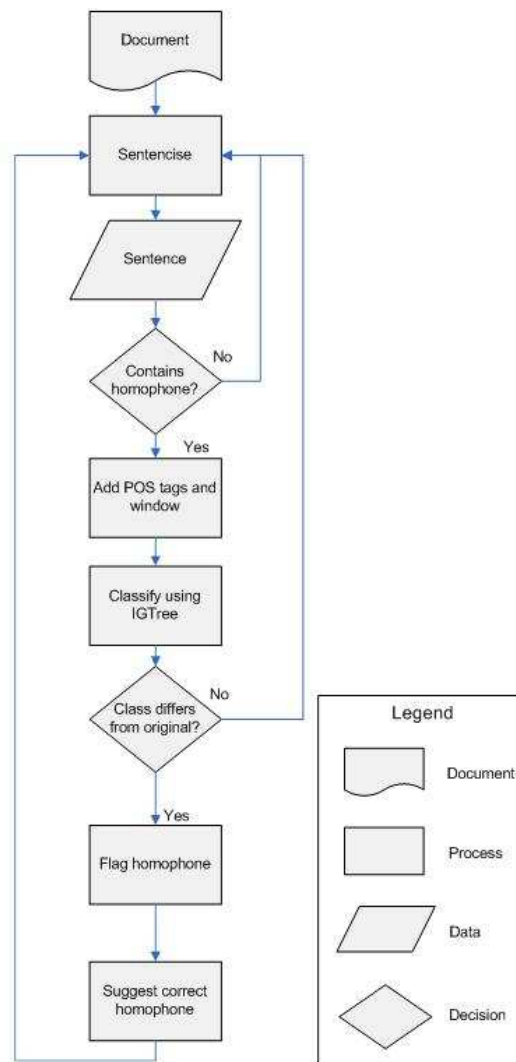 Document
Sentencise
Sentence
No
Contains
homophone?
Yes
Add POS tags and
window
Classify using
IGTree
No
Class differs
from original?
Yes
Flag homophone
Suggest correct
homophone
Legend
Document
Process
Data
Decision